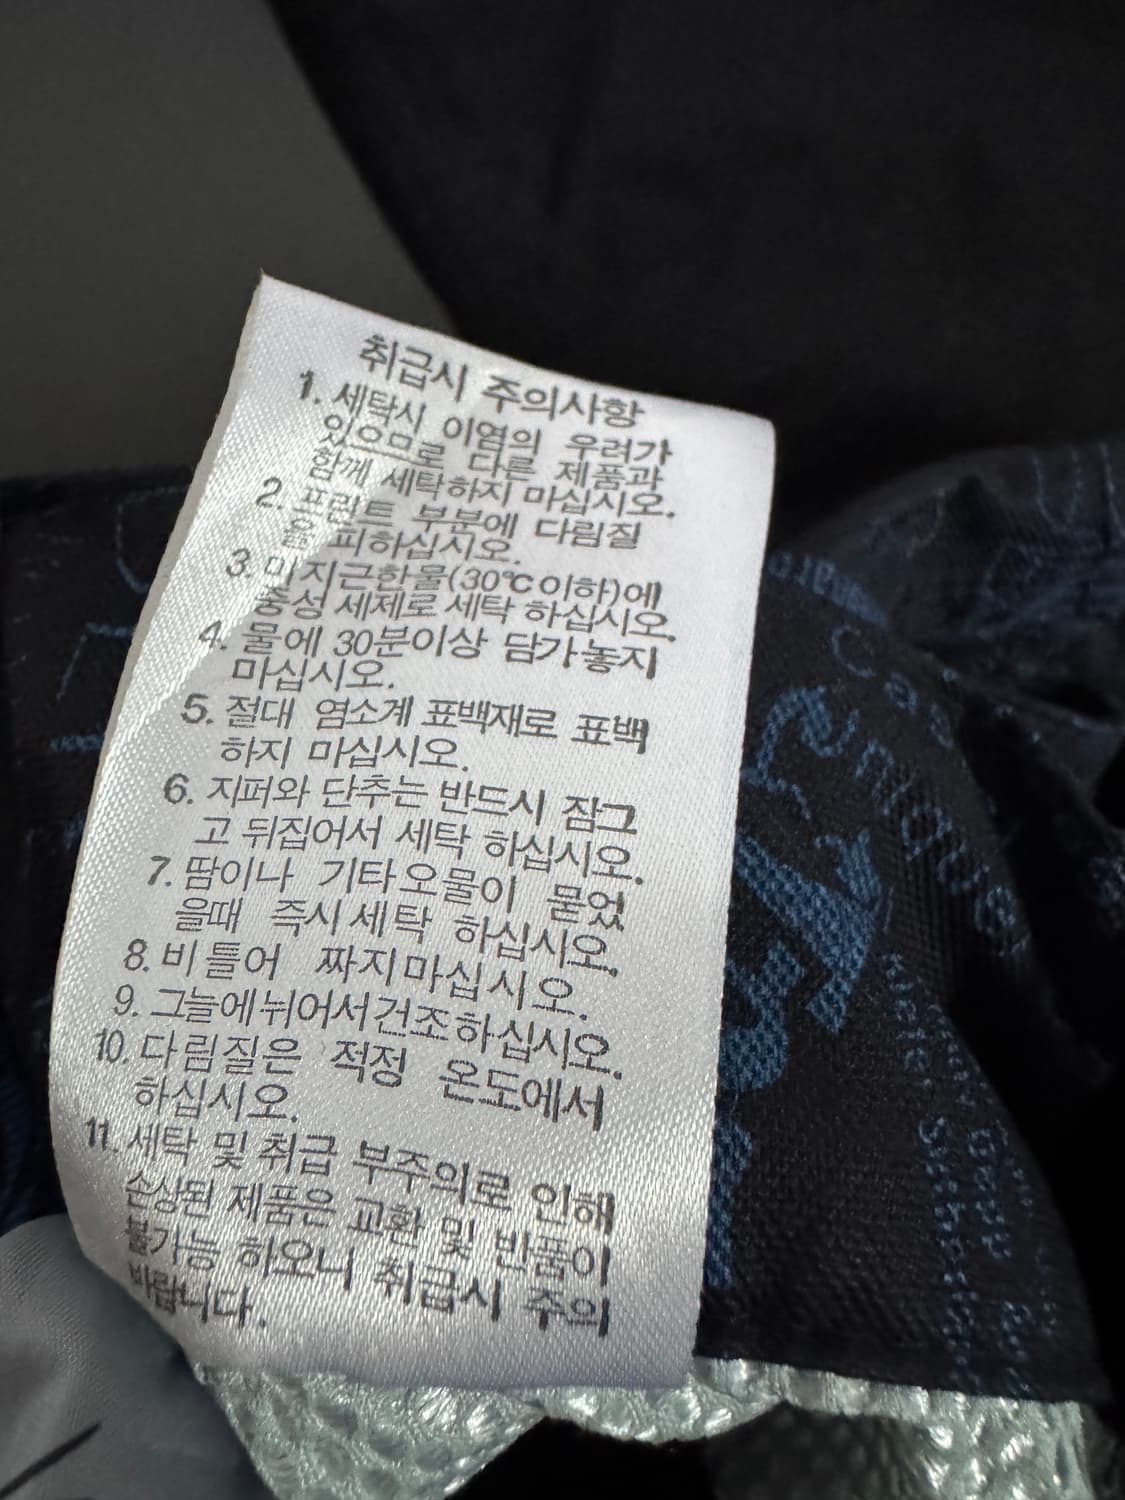 취급시 주의사항
1. 세탁시 이염의 우려가
있으므로 다른 제품과
함께 세탁하지 마십시오.
2. 프린트 부분에 다림질
을 피하십시오.
3. 미지근한물(30℃이하)에
중성 세제로 세탁 하십시오.
4. 물에 30분이상 담가놓지
마십시오.
5. 절대 염소계 표백재로 표백
하지 마십시오.
6. 지퍼와 단추는 반드시 잠그
고 뒤집어서 세탁 하십시오.
7. 땀이나 기타오물이 묻었
을때 즉시세탁 하십시오.
8. 비틀어 짜지마십시오.
9. 그늘에뉘어서건조하십시오.
10. 다림질은 적정 온도에서
하십시오.
11. 세탁 및 취급 부주의로 인해
손상된 제품은 교환 및 반품이
불가능 하오니 취급시 주의
바랍니다.